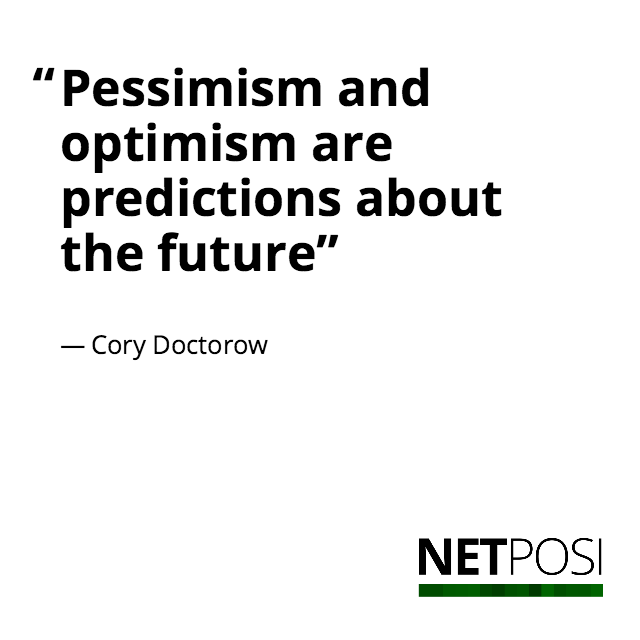 “Pessimism and
optimism are
predictions about
the future”
— Cory Doctorow
NETPOSI